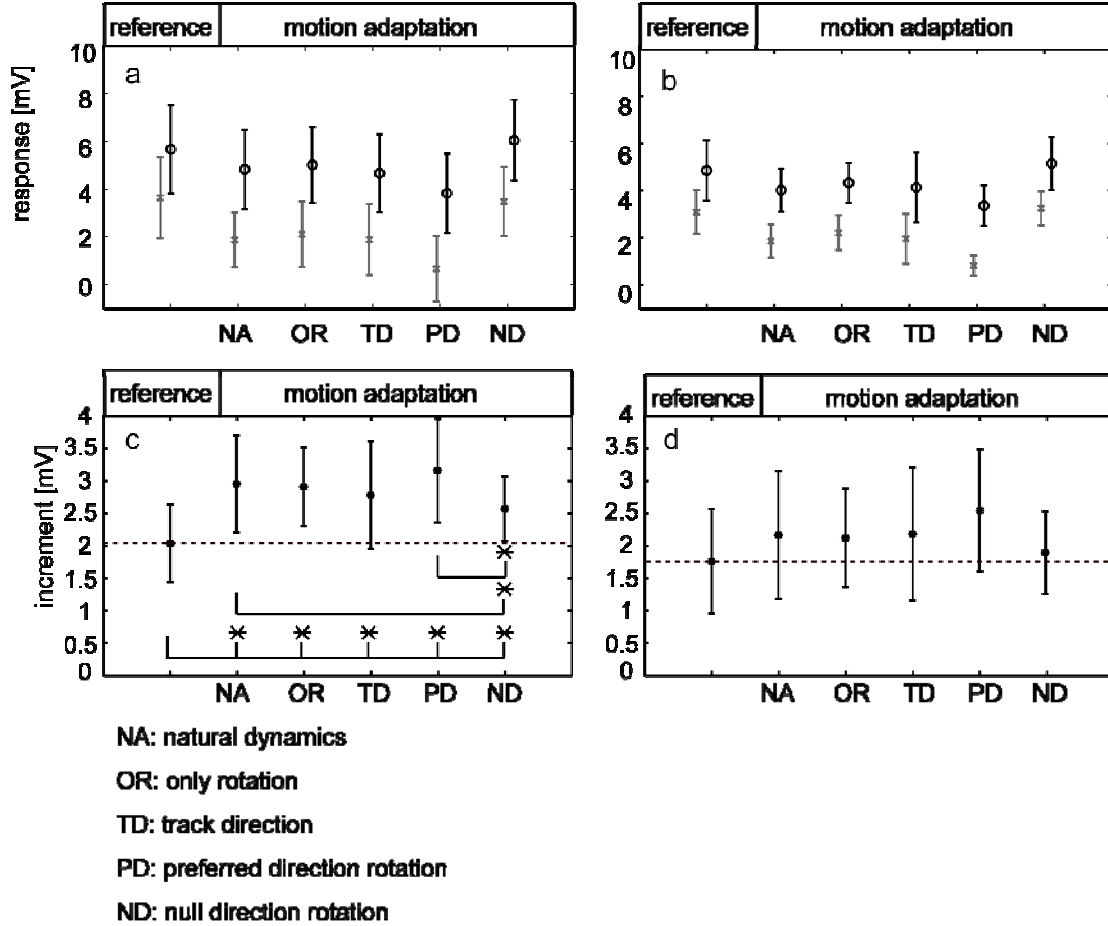 reference motion adaptation
a
response [mV]
10
8
6
4
2
0
NA OR TD PD ND
reference motion adaptation
b
10
8
6
4
2
0
NA OR TD PD ND
reference motion adaptation
c
increment [mV]
4
3.5
3
2.5
2
1.5
1
0.5
0
NA OR TD PD ND
reference motion adaptation
d
4
3.5
3
2.5
2
1.5
1
0.5
0
NA OR TD PD ND
NA: natural dynamics
OR: only rotation
TD: track direction
PD: preferred direction rotation
ND: null direction rotation